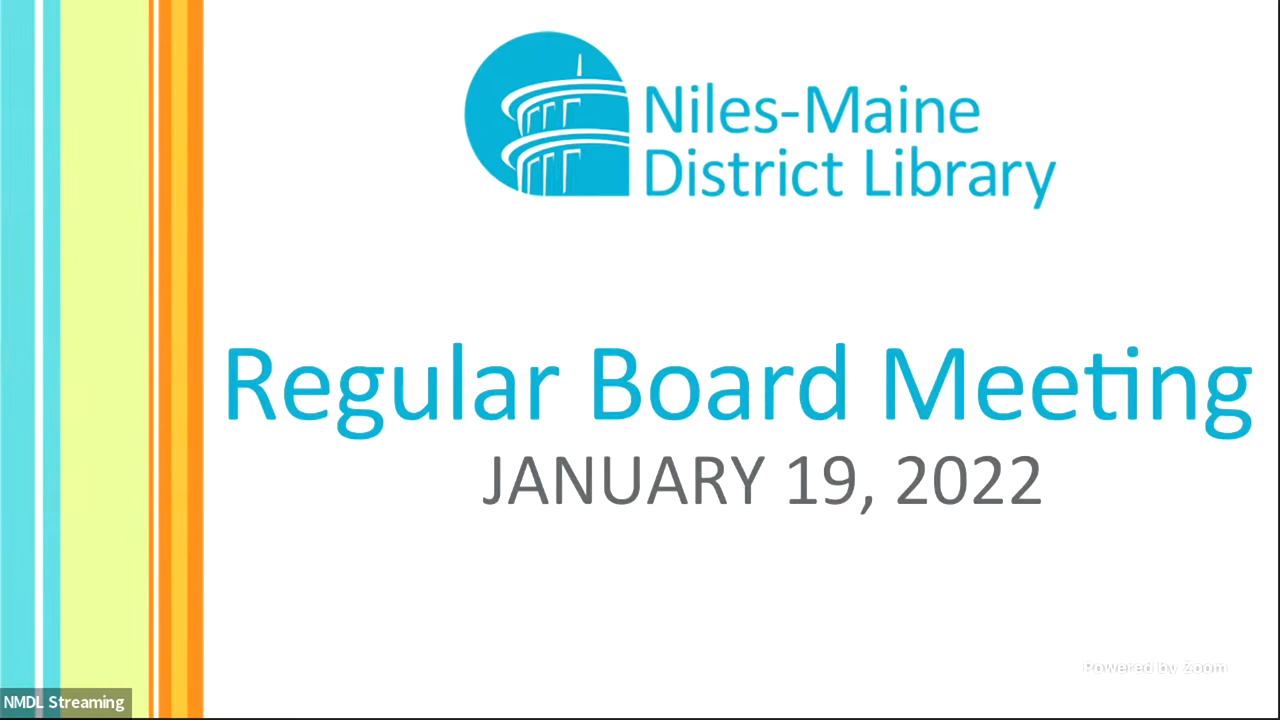 Niles-Maine
District Library
Regular Board Meeting
JANUARY 19, 2022
Powered by Zoom
NMDL Streaming